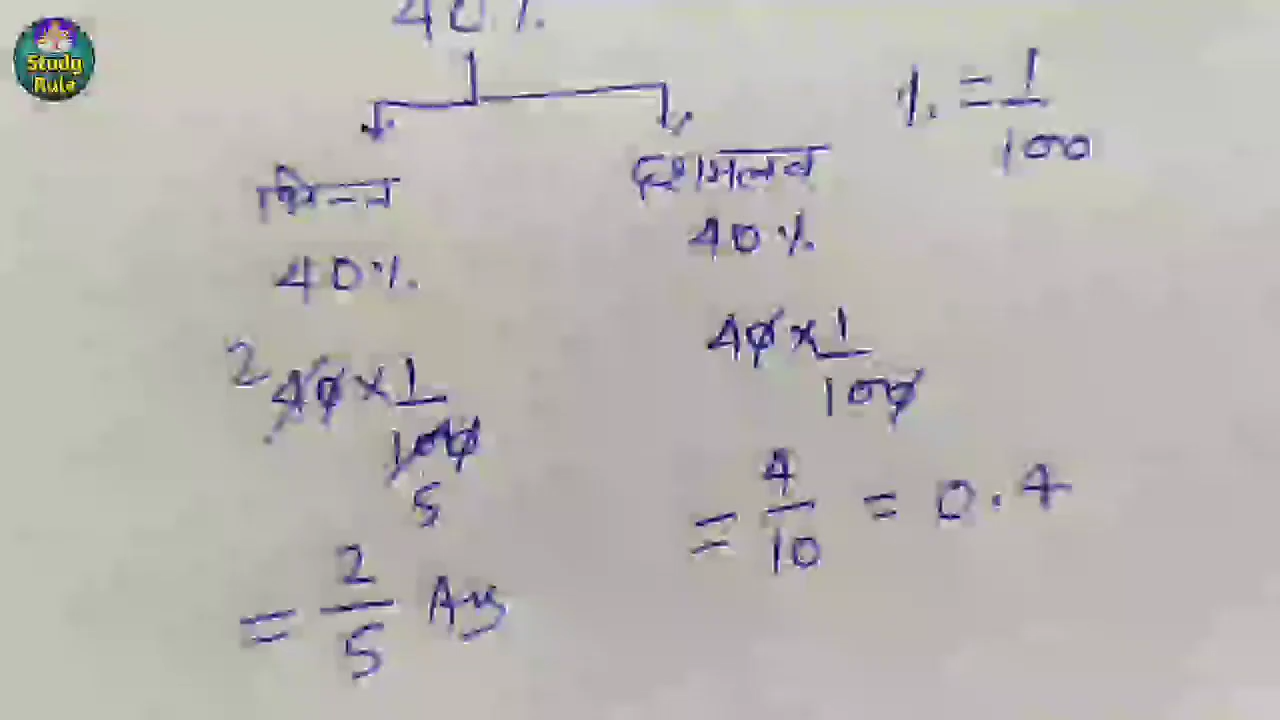 Study
Rule
40%
% = 1/100
भिन्न
40%
2 40 × 1/100
5
= 2/5 Ans
दशमलव
40%
40 × 1/100
= 4/10 = 0.4